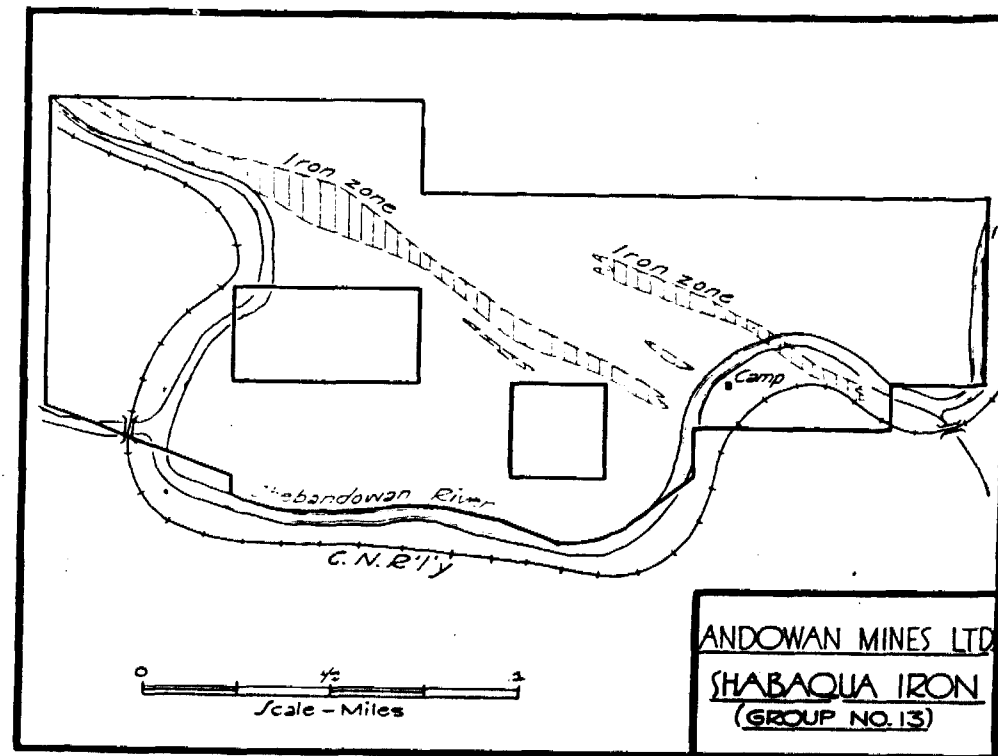 Iron zone
Iron zone
Camp
Shebandowan River
C.N.R'l'y
0 1/2 1
Scale - Miles
ANDOWAN MINES LTD.
SHABAQUA IRON
(GROUP NO. 13)